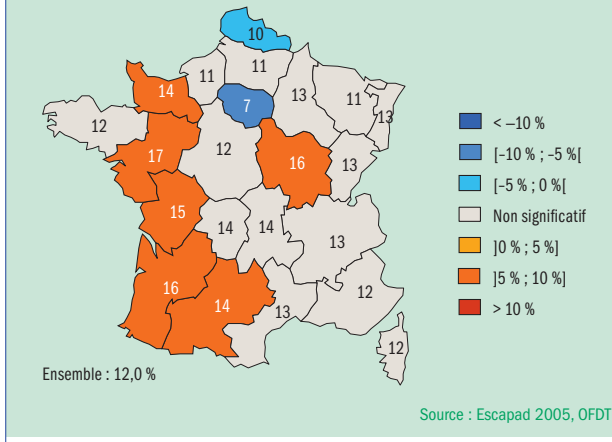 10
11
11
13
11
13
14
12
7
17
12
16
13
15
14
14
13
16
14
13
12
12
< –10 %
[–10 % ; –5 %[
[–5 % ; 0 %[
Non significatif
]0 % ; 5 %]
]5 % ; 10 %]
> 10 %
Ensemble : 12,0 %
Source : Escapad 2005, OFDT